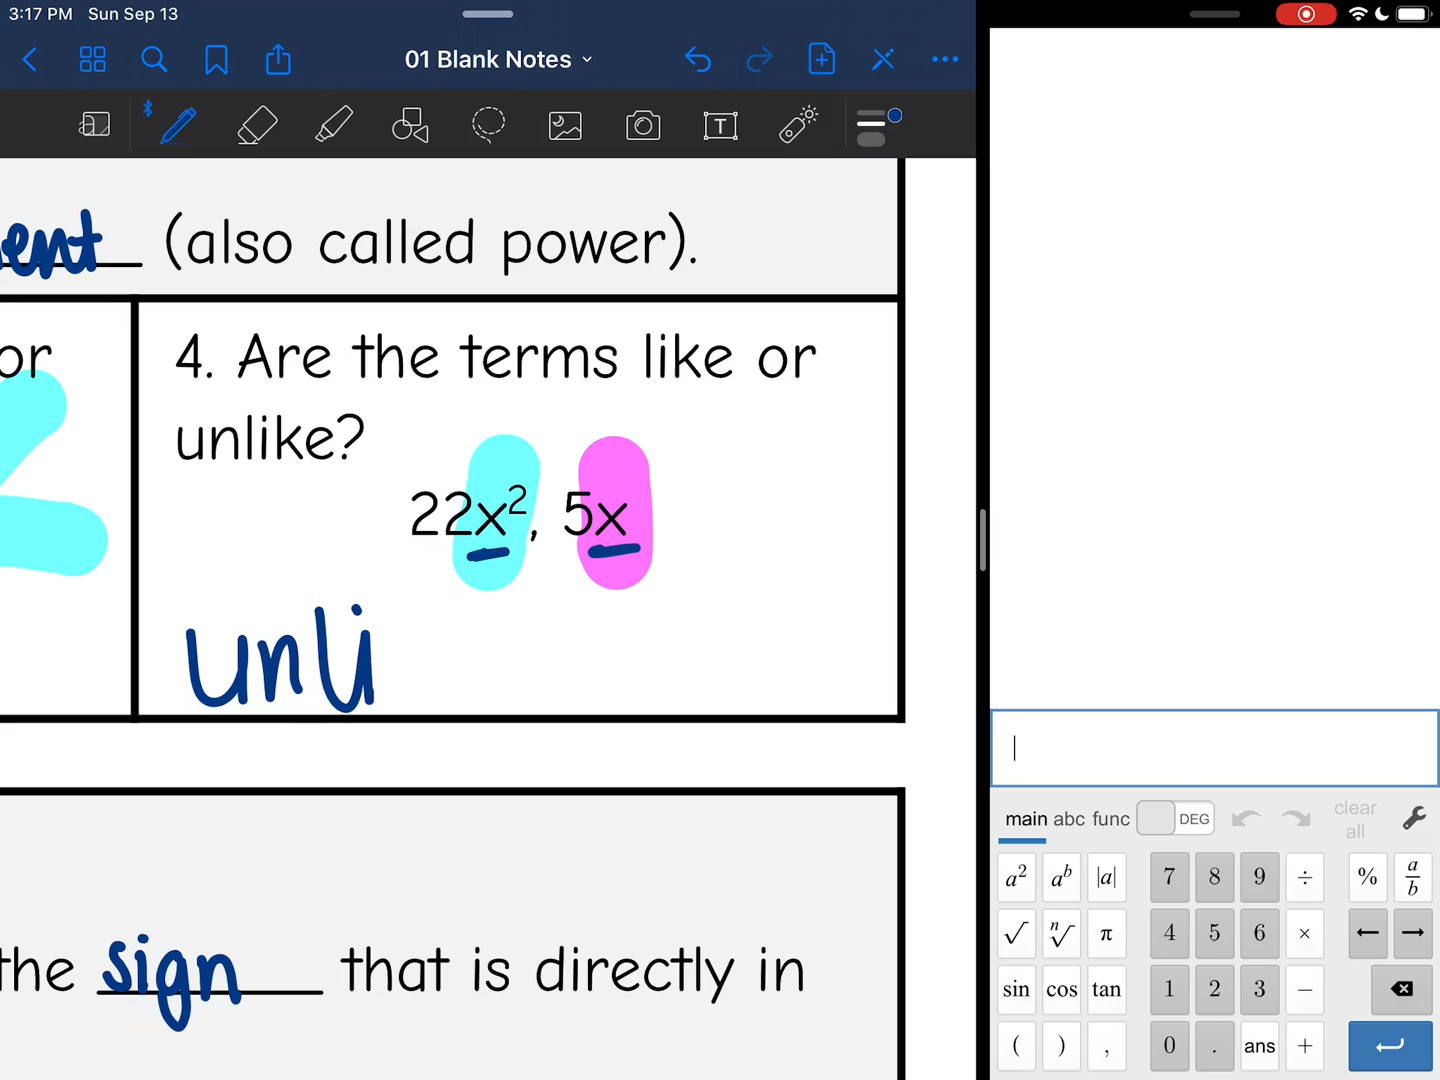 3:17 PM Sun Sep 13
01 Blank Notes
T
ent (also called power).
or
4. Are the terms like or
unlike?
22x², 5x
unli
the sign that is directly in
main abc func DEG clear all
a² aᵇ |a| 7 8 9 ÷ % a/b
√ ⁿ√ π 4 5 6 × ← →
sin cos tan 1 2 3 −
( ) , 0 . ans +